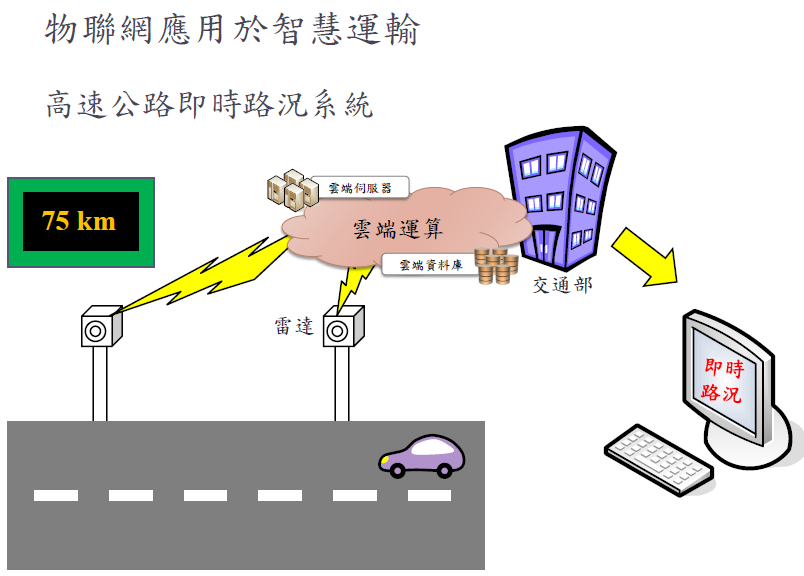 物聯網應用於智慧運輸
高速公路即時路況系統
雲端伺服器
75 km
雲端運算
雲端資料庫
交通部
雷達
即時
路況